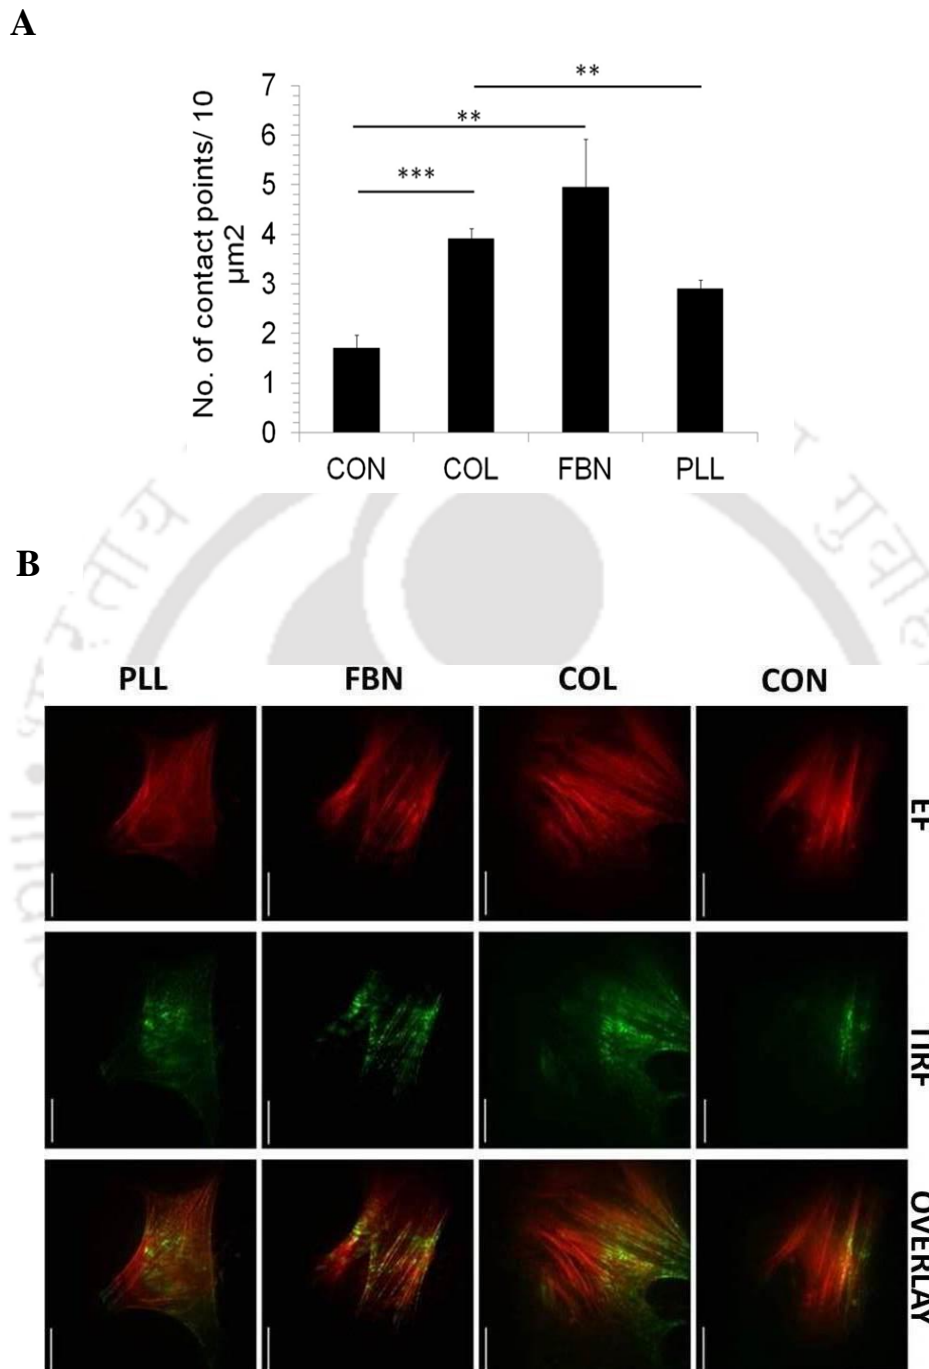 A
7
6
5
4
3
2
1
0
No. of contact points/ 10
µm2
**
**
***
CON COL FBN PLL
B
PLL FBN COL CON
EF
TIRF
OVERLAY